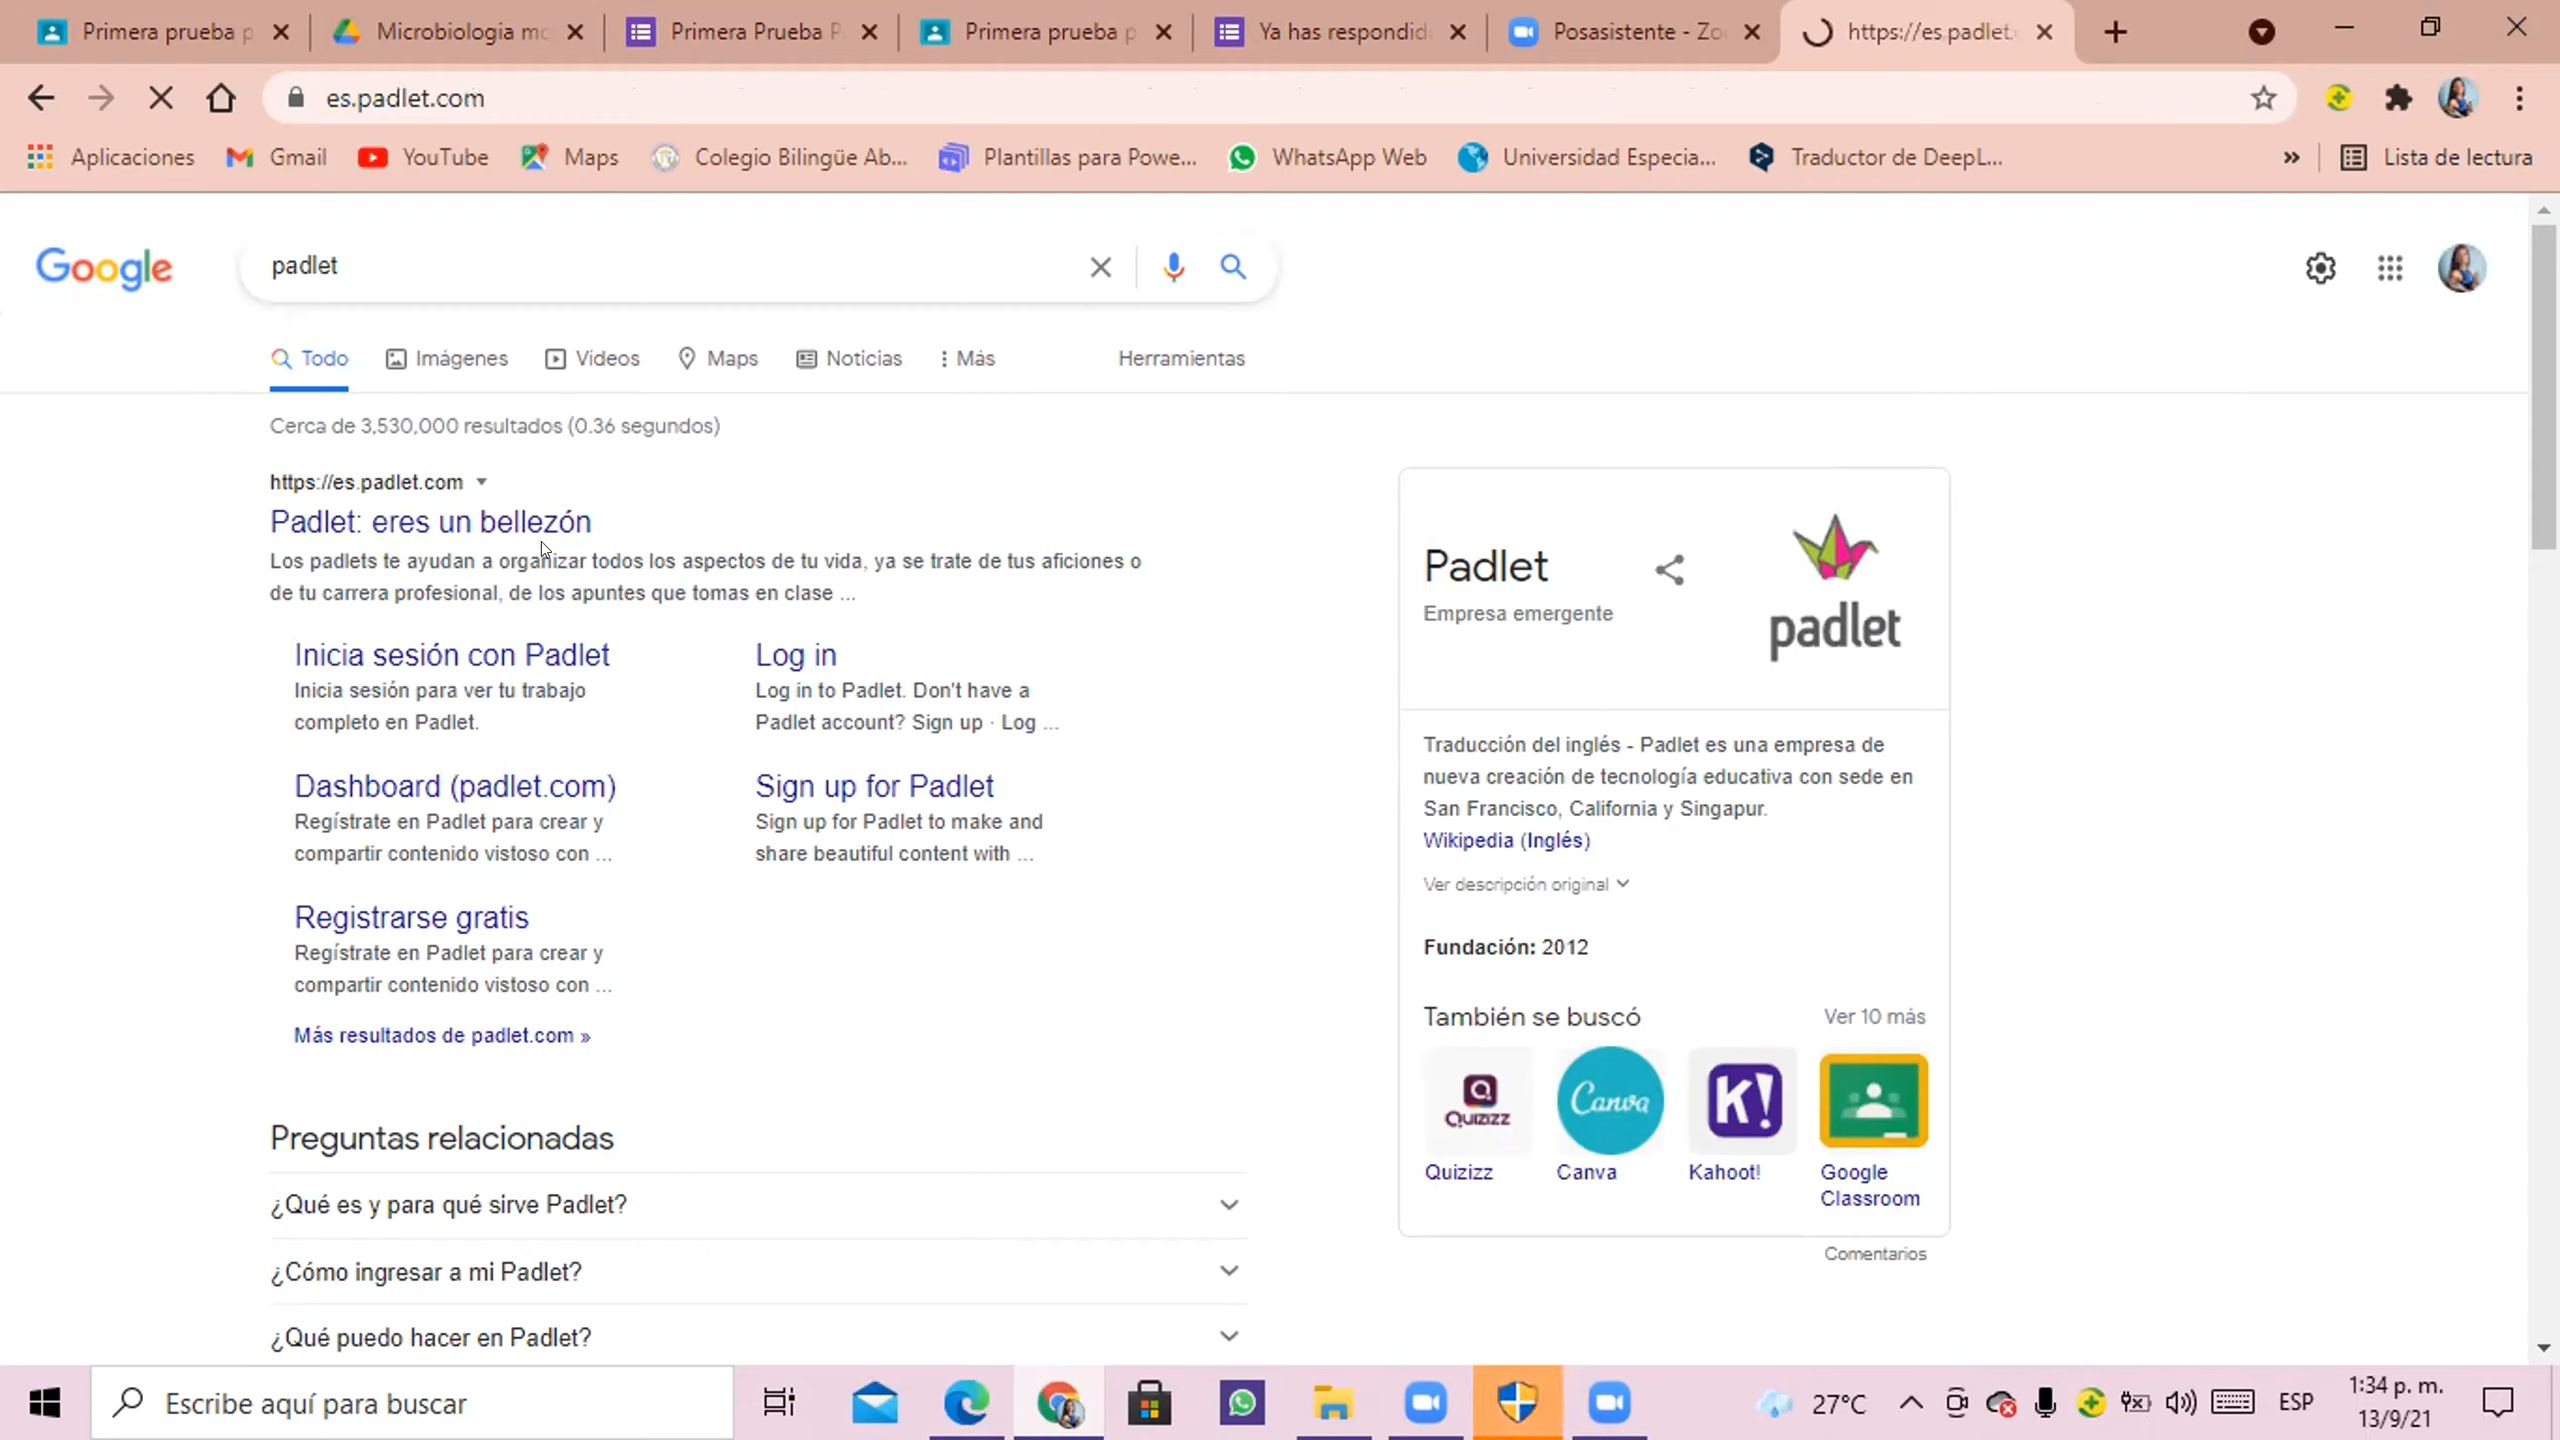 Primera prueba p
Microbiologia mo
Primera Prueba P
Primera prueba p
Ya has respondid
Posasistente - Zo
https://es.padlet.
es.padlet.com
Aplicaciones
Gmail
YouTube
Maps
Colegio Bilingüe Ab...
Plantillas para Powe...
WhatsApp Web
Universidad Especia...
Traductor de DeepL...
»
Lista de lectura
Google
padlet
Todo
Imágenes
Videos
Maps
Noticias
Más
Herramientas
Cerca de 3,530,000 resultados (0.36 segundos)
https://es.padlet.com
Padlet: eres un bellezón
Los padlets te ayudan a organizar todos los aspectos de tu vida, ya se trate de tus aficiones o
de tu carrera profesional, de los apuntes que tomas en clase ...
Inicia sesión con Padlet
Inicia sesión para ver tu trabajo
completo en Padlet.
Log in
Log in to Padlet. Don't have a
Padlet account? Sign up · Log ...
Dashboard (padlet.com)
Regístrate en Padlet para crear y
compartir contenido vistoso con ...
Sign up for Padlet
Sign up for Padlet to make and
share beautiful content with ...
Registrarse gratis
Regístrate en Padlet para crear y
compartir contenido vistoso con ...
Más resultados de padlet.com »
Preguntas relacionadas
¿Qué es y para qué sirve Padlet?
¿Cómo ingresar a mi Padlet?
¿Qué puedo hacer en Padlet?
Padlet
Empresa emergente
padlet
Traducción del inglés - Padlet es una empresa de
nueva creación de tecnología educativa con sede en
San Francisco, California y Singapur.
Wikipedia (Inglés)
Ver descripción original
Fundación: 2012
También se buscó
Ver 10 más
Quizizz
Canva
K!
Quizizz
Canva
Kahoot!
Google
Classroom
Comentarios
Escribe aquí para buscar
27°C
ESP
1:34 p. m.
13/9/21